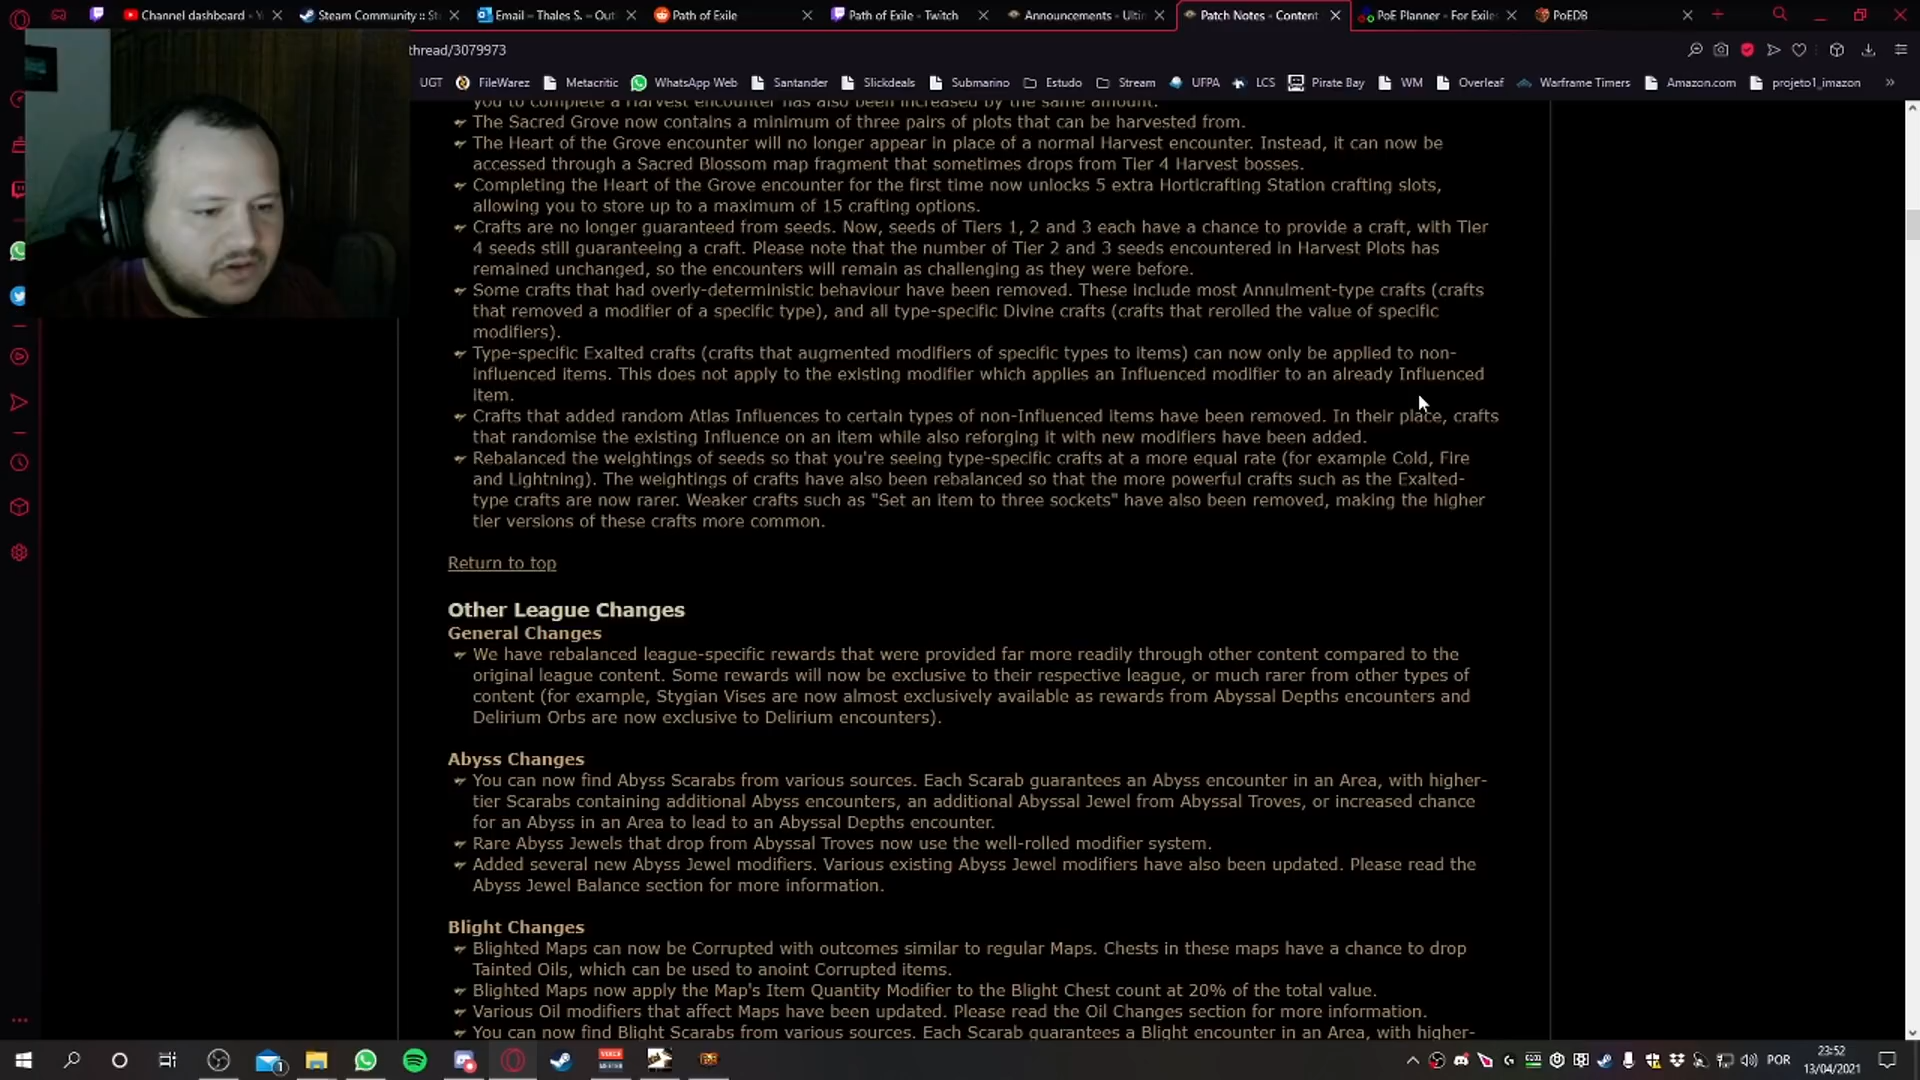 Channel dashboard - Y
Steam Community :: St
Email – Thales S. – Out
Path of Exile
Path of Exile - Twitch
Announcements - Ultin
Patch Notes - Content
PoE Planner - For Exile
PoEDB
thread/3079973
UGT
FileWarez
Metacritic
WhatsApp Web
Santander
Slickdeals
Submarino
Estudo
Stream
UFPA
LCS
Pirate Bay
WM
Overleaf
Warframe Timers
Amazon.com
projeto1_imazon
»
you to complete a Harvest encounter has also been increased by the same amount.
The Sacred Grove now contains a minimum of three pairs of plots that can be harvested from.
The Heart of the Grove encounter will no longer appear in place of a normal Harvest encounter. Instead, it can now be
accessed through a Sacred Blossom map fragment that sometimes drops from Tier 4 Harvest bosses.
Completing the Heart of the Grove encounter for the first time now unlocks 5 extra Horticrafting Station crafting slots,
allowing you to store up to a maximum of 15 crafting options.
Crafts are no longer guaranteed from seeds. Now, seeds of Tiers 1, 2 and 3 each have a chance to provide a craft, with Tier
4 seeds still guaranteeing a craft. Please note that the number of Tier 2 and 3 seeds encountered in Harvest Plots has
remained unchanged, so the encounters will remain as challenging as they were before.
Some crafts that had overly-deterministic behaviour have been removed. These include most Annulment-type crafts (crafts
that removed a modifier of a specific type), and all type-specific Divine crafts (crafts that rerolled the value of specific
modifiers).
Type-specific Exalted crafts (crafts that augmented modifiers of specific types to items) can now only be applied to non-
influenced items. This does not apply to the existing modifier which applies an Influenced modifier to an already Influenced
item.
Crafts that added random Atlas Influences to certain types of non-Influenced items have been removed. In their place, crafts
that randomise the existing Influence on an item while also reforging it with new modifiers have been added.
Rebalanced the weightings of seeds so that you're seeing type-specific crafts at a more equal rate (for example Cold, Fire
and Lightning). The weightings of crafts have also been rebalanced so that the more powerful crafts such as the Exalted-
type crafts are now rarer. Weaker crafts such as "Set an item to three sockets" have also been removed, making the higher
tier versions of these crafts more common.
Return to top
Other League Changes
General Changes
We have rebalanced league-specific rewards that were provided far more readily through other content compared to the
original league content. Some rewards will now be exclusive to their respective league, or much rarer from other types of
content (for example, Stygian Vises are now almost exclusively available as rewards from Abyssal Depths encounters and
Delirium Orbs are now exclusive to Delirium encounters).
Abyss Changes
You can now find Abyss Scarabs from various sources. Each Scarab guarantees an Abyss encounter in an Area, with higher-
tier Scarabs containing additional Abyss encounters, an additional Abyssal Jewel from Abyssal Troves, or increased chance
for an Abyss in an Area to lead to an Abyssal Depths encounter.
Rare Abyss Jewels that drop from Abyssal Troves now use the well-rolled modifier system.
Added several new Abyss Jewel modifiers. Various existing Abyss Jewel modifiers have also been updated. Please read the
Abyss Jewel Balance section for more information.
Blight Changes
Blighted Maps can now be Corrupted with outcomes similar to regular Maps. Chests in these maps have a chance to drop
Tainted Oils, which can be used to anoint Corrupted items.
Blighted Maps now apply the Map's Item Quantity Modifier to the Blight Chest count at 20% of the total value.
Various Oil modifiers that affect Maps have been updated. Please read the Oil Changes section for more information.
You can now find Blight Scarabs from various sources. Each Scarab guarantees a Blight encounter in an Area, with higher-
POR
23:52
13/04/2021